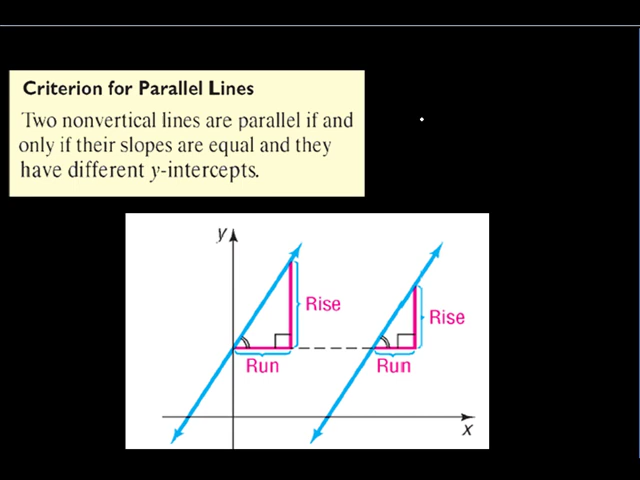 Criterion for Parallel Lines
Two nonvertical lines are parallel if and
only if their slopes are equal and they
have different y-intercepts.
y
Rise
Rise
Run
Run
x